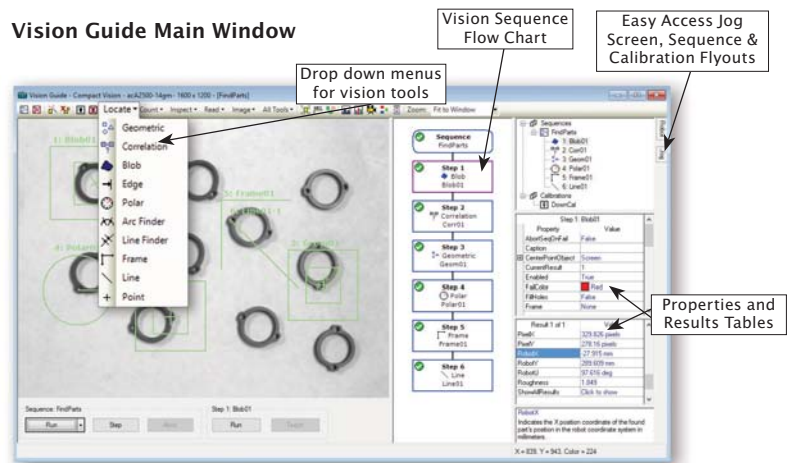 Vision Guide Main Window
Vision Sequence
Flow Chart
Easy Access Jog
Screen, Sequence &
Calibration Flyouts
Drop down menus
for vision tools
Vision Guide - Compact Vision - acA2500-14gm - 1600 x 1200 - [FindParts]
Locate Count Inspect Read Image All Tools Zoom: Fit to Window
Geometric
Correlation
Blob
Edge
Polar
Arc Finder
Line Finder
Frame
Line
Point
1: Blob01
3: Frame01
Sequence
FindParts
Step 1
Blob
Blob01
Step 2
Correlation
Corr01
Step 3
Geometric
Geom01
Step 4
Polar
Polar01
Step 5
Frame
Frame01
Step 6
Line
Line01
Sequences
FindParts
1: Blob01
2: Corr01
3: Geom01
4: Polar01
5: Frame01
6: Line01
Calibrations
DownCal
Jog
Step 1: Blob01
Property Value
AbortSeqOnFail False
Caption
CenterPointObject Screen
CurrentResult 1
Enabled True
FailColor Red
FillHoles False
Frame None
Properties and
Results Tables
Result 1 of 1
PixelX 329.826 pixels
PixelY 278.16 pixels
RobotX -27.915 mm
RobotY 289.609 mm
RobotU 97.616 deg
Roughness 1.049
ShowAllResults Click to show
RobotX
Indicates the X position
coordinate of the found
part's position in the
robot coordinate system in
millimeters.
Sequence: FindParts
Run Step Abort
Step 1: Blob01
Run Teach
X = 839, Y = 943, Color = 224